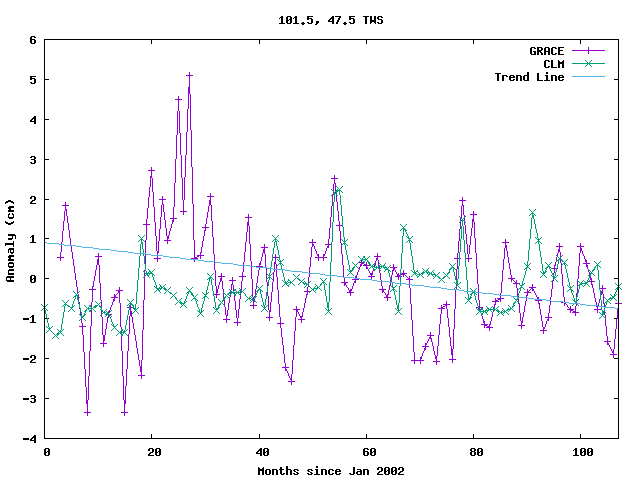 101.5, 47.5 TWS
GRACE
CLM
Trend Line
Anomaly (cm)
6
5
4
3
2
1
0
-1
-2
-3
-4
0 20 40 60 80 100
Months since Jan 2002